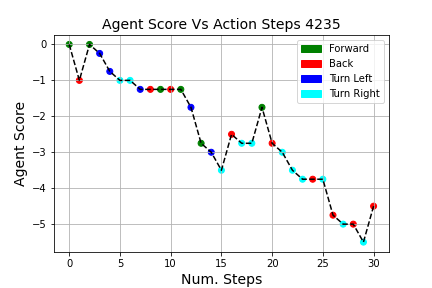 Agent Score Vs Action Steps 4235
Forward
Back
Turn Left
Turn Right
Agent Score
0
−1
−2
−3
−4
−5
0 5 10 15 20 25 30
Num. Steps